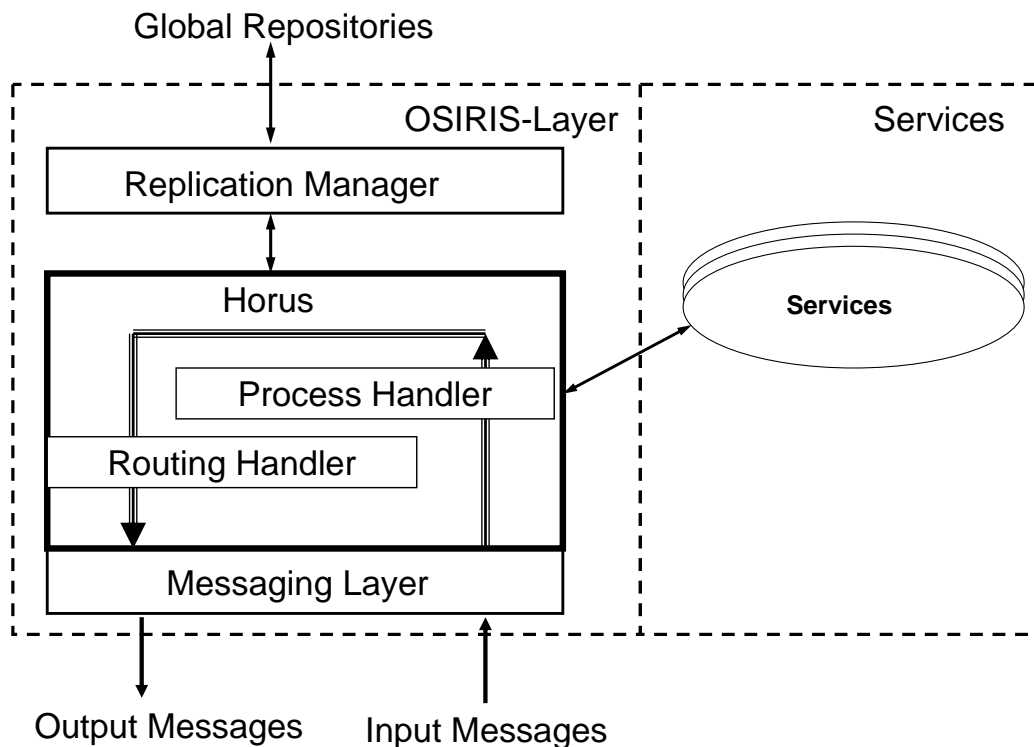 Global Repositories
OSIRIS-Layer
Services
Replication Manager
Horus
Services
Process Handler
Routing Handler
Messaging Layer
Output Messages
Input Messages